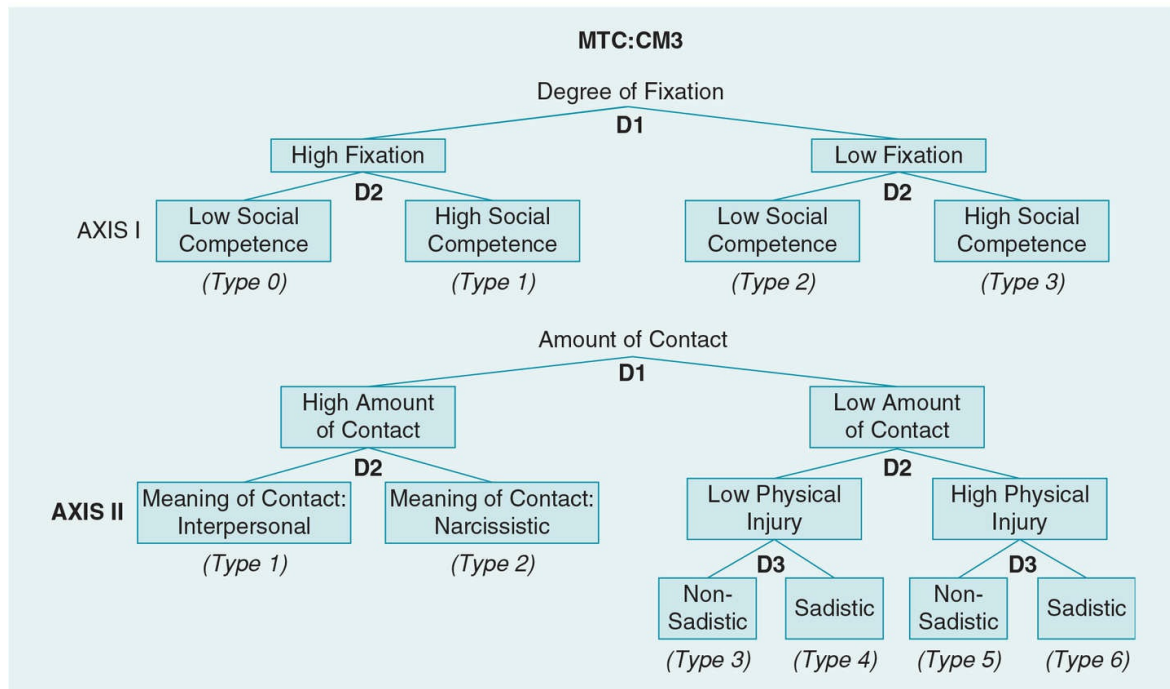 MTC:CM3
Degree of Fixation
D1
High Fixation
Low Fixation
D2
D2
AXIS I
Low Social
Competence
High Social
Competence
Low Social
Competence
High Social
Competence
(Type 0)
(Type 1)
(Type 2)
(Type 3)
Amount of Contact
D1
High Amount
of Contact
Low Amount
of Contact
D2
D2
AXIS II
Meaning of Contact:
Interpersonal
Meaning of Contact:
Narcissistic
Low Physical
Injury
High Physical
Injury
(Type 1)
(Type 2)
D3
D3
Non-
Sadistic
Sadistic
Non-
Sadistic
Sadistic
(Type 3)
(Type 4)
(Type 5)
(Type 6)